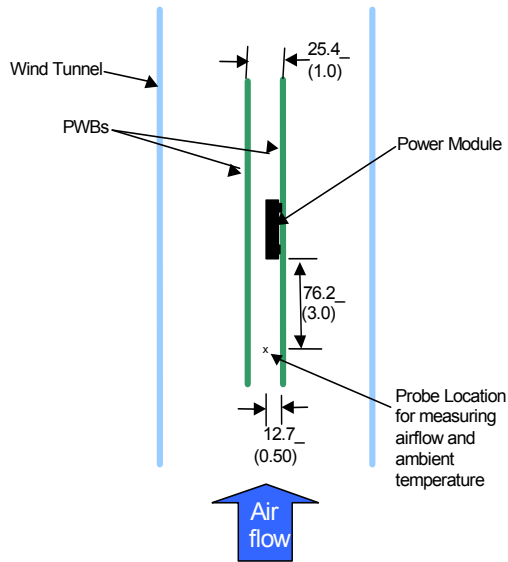 25.4_
(1.0)
Wind Tunnel
PWBs
Power Module
76.2_
(3.0)
x
Probe Location
for measuring
airflow and
ambient
temperature
12.7_
(0.50)
Air
flow